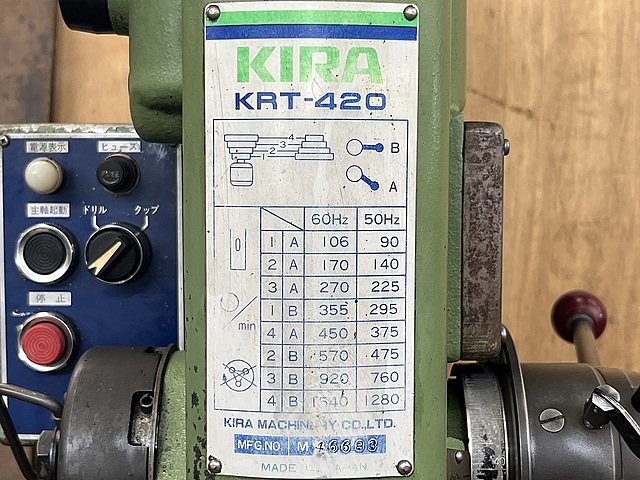 KIRA
KRT-420
4
3
2
1
B
A
60Hz 50Hz
1 A 106 90
2 A 170 140
3 A 270 225
1 B 355 295
4 A 450 375
2 B 570 475
3 B 920 760
4 B 1540 1280
/min
KIRA MACHINERY CO.,LTD.
MFG.NO. M
MADE IN JAPAN
電源表示 ヒューズ
主軸起動 ドリル タップ
停止